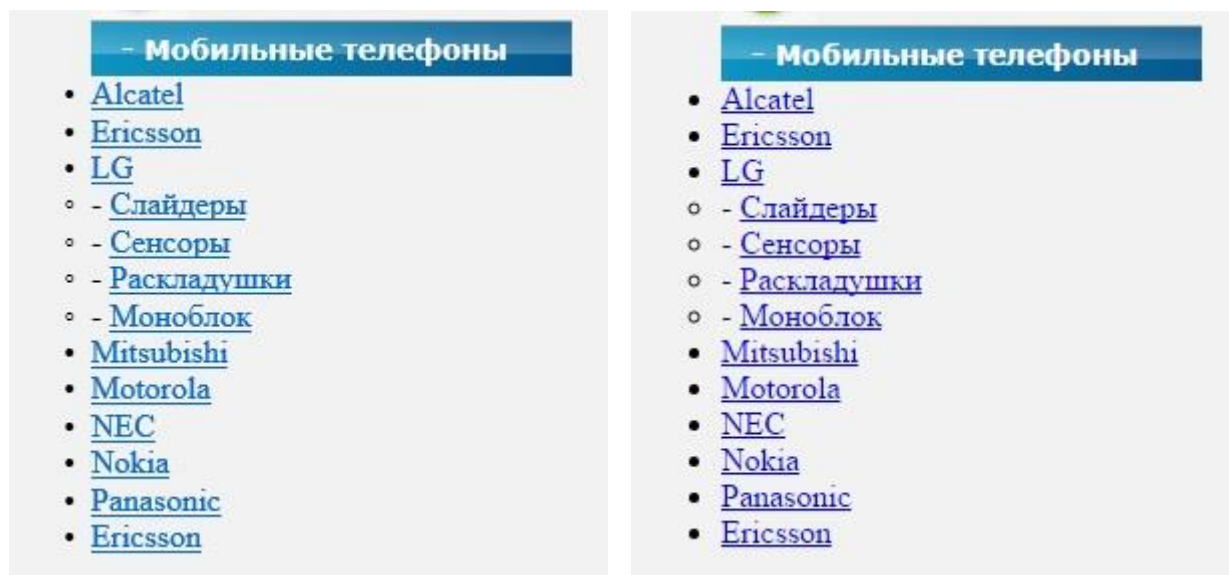 - Мобильные телефоны
• Alcatel
• Ericsson
• LG
◦ - Слайдеры
◦ - Сенсоры
◦ - Раскладушки
◦ - Моноблок
• Mitsubishi
• Motorola
• NEC
• Nokia
• Panasonic
• Ericsson
- Мобильные телефоны
• Alcatel
• Ericsson
• LG
◦ - Слайдеры
◦ - Сенсоры
◦ - Раскладушки
◦ - Моноблок
• Mitsubishi
• Motorola
• NEC
• Nokia
• Panasonic
• Ericsson